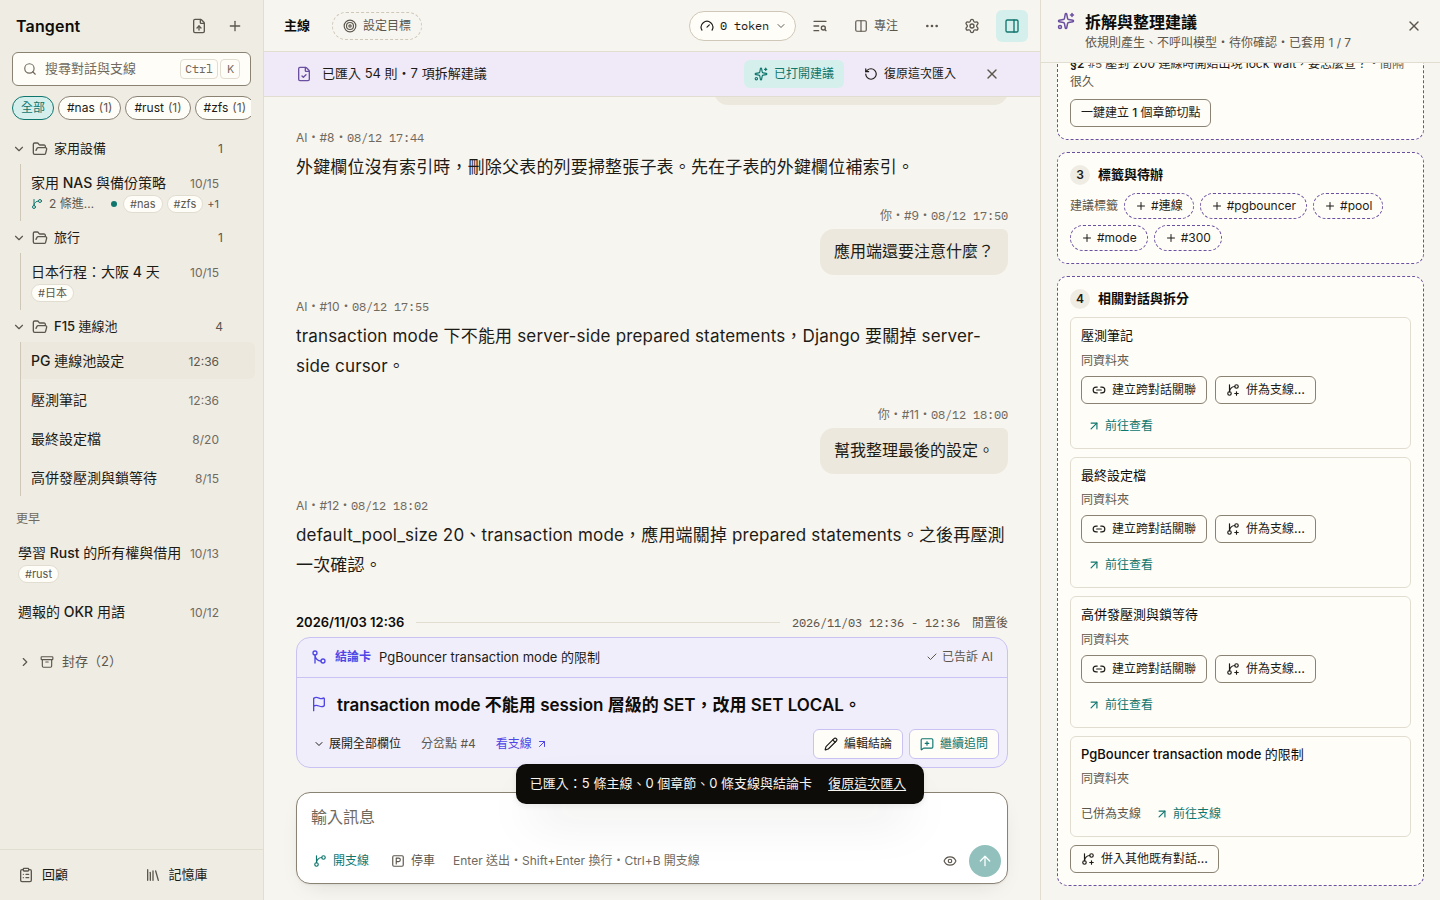 Tangent
搜尋對話與支線 Ctrl K
全部 #nas (1) #rust (1) #zfs (1)
家用設備 1
家用 NAS 與備份策略 10/15
2 條進… #nas #zfs +1
旅行 1
日本行程：大阪 4 天 10/15
#日本
F15 連線池 4
PG 連線池設定 12:36
壓測筆記 12:36
最終設定檔 8/20
高併發壓測與鎖等待 8/15
更早
學習 Rust 的所有權與借用 10/13
#rust
週報的 OKR 用語 10/12
封存（2）
回顧 記憶庫
主線 設定目標 0 token 專注
已匯入 54 則・7 項拆解建議 已打開建議 復原這次匯入
AI・#8・08/12 17:44
外鍵欄位沒有索引時，刪除父表的列要掃整張子表。先在子表的外鍵欄位補索引。
你・#9・08/12 17:50
應用端還要注意什麼？
AI・#10・08/12 17:55
transaction mode 下不能用 server-side prepared statements，Django 要關掉 server-
side cursor。
你・#11・08/12 18:00
幫我整理最後的設定。
AI・#12・08/12 18:02
default_pool_size 20、transaction mode，應用端關掉 prepared statements。之後再壓測
一次確認。
2026/11/03 12:36 2026/11/03 12:36 - 12:36 閒置後
結論卡 PgBouncer transaction mode 的限制 已告訴 AI
transaction mode 不能用 session 層級的 SET，改用 SET LOCAL。
展開全部欄位 分岔點 #4 看支線 編輯結論 繼續追問
已匯入：5 條主線、0 個章節、0 條支線與結論卡 復原這次匯入
輸入訊息
開支線 停車 Enter 送出・Shift+Enter 換行・Ctrl+B 開支線
拆解與整理建議
依規則產生、不呼叫模型・待你確認・已套用 1 / 7
§2 #5 壓到 200 連線時開始出現 lock wait，要怎麼查？・間隔
很久
一鍵建立 1 個章節切點
3 標籤與待辦
建議標籤 #連線 #pgbouncer #pool
#mode #300
4 相關對話與拆分
壓測筆記
同資料夾
建立跨對話關聯 併為支線…
前往查看
最終設定檔
同資料夾
建立跨對話關聯 併為支線…
前往查看
高併發壓測與鎖等待
同資料夾
建立跨對話關聯 併為支線…
前往查看
PgBouncer transaction mode 的限制
同資料夾
已併為支線 前往支線
併入其他既有對話…